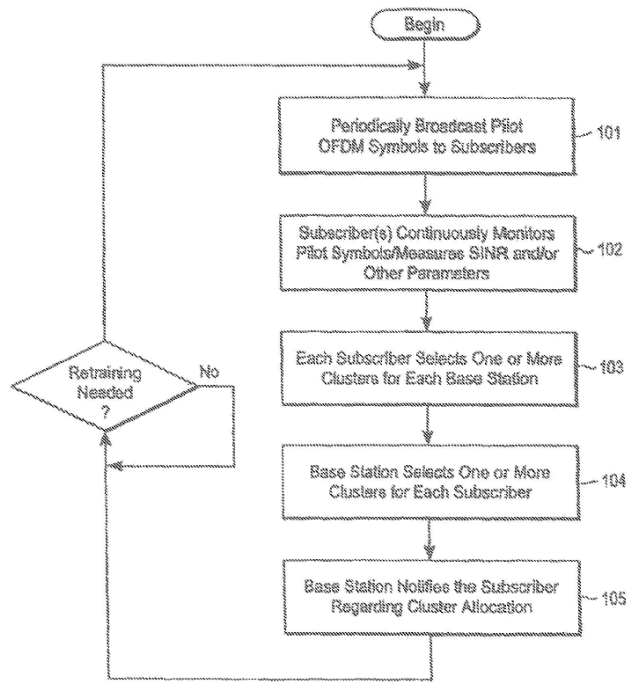 Begin
Periodically Broadcast Pilot
OFDM Symbols to Subscribers
101
Subscriber(s) Continuously Monitors
Pilot Symbols/Measures SINR and/or
Other Parameters
102
Each Subscriber Selects One or More
Clusters for Each Base Station
103
Retraining
Needed
?
No
Base Station Selects One or More
Clusters for Each Subscriber
104
Base Station Notifies the Subscriber
Regarding Cluster Allocation
105